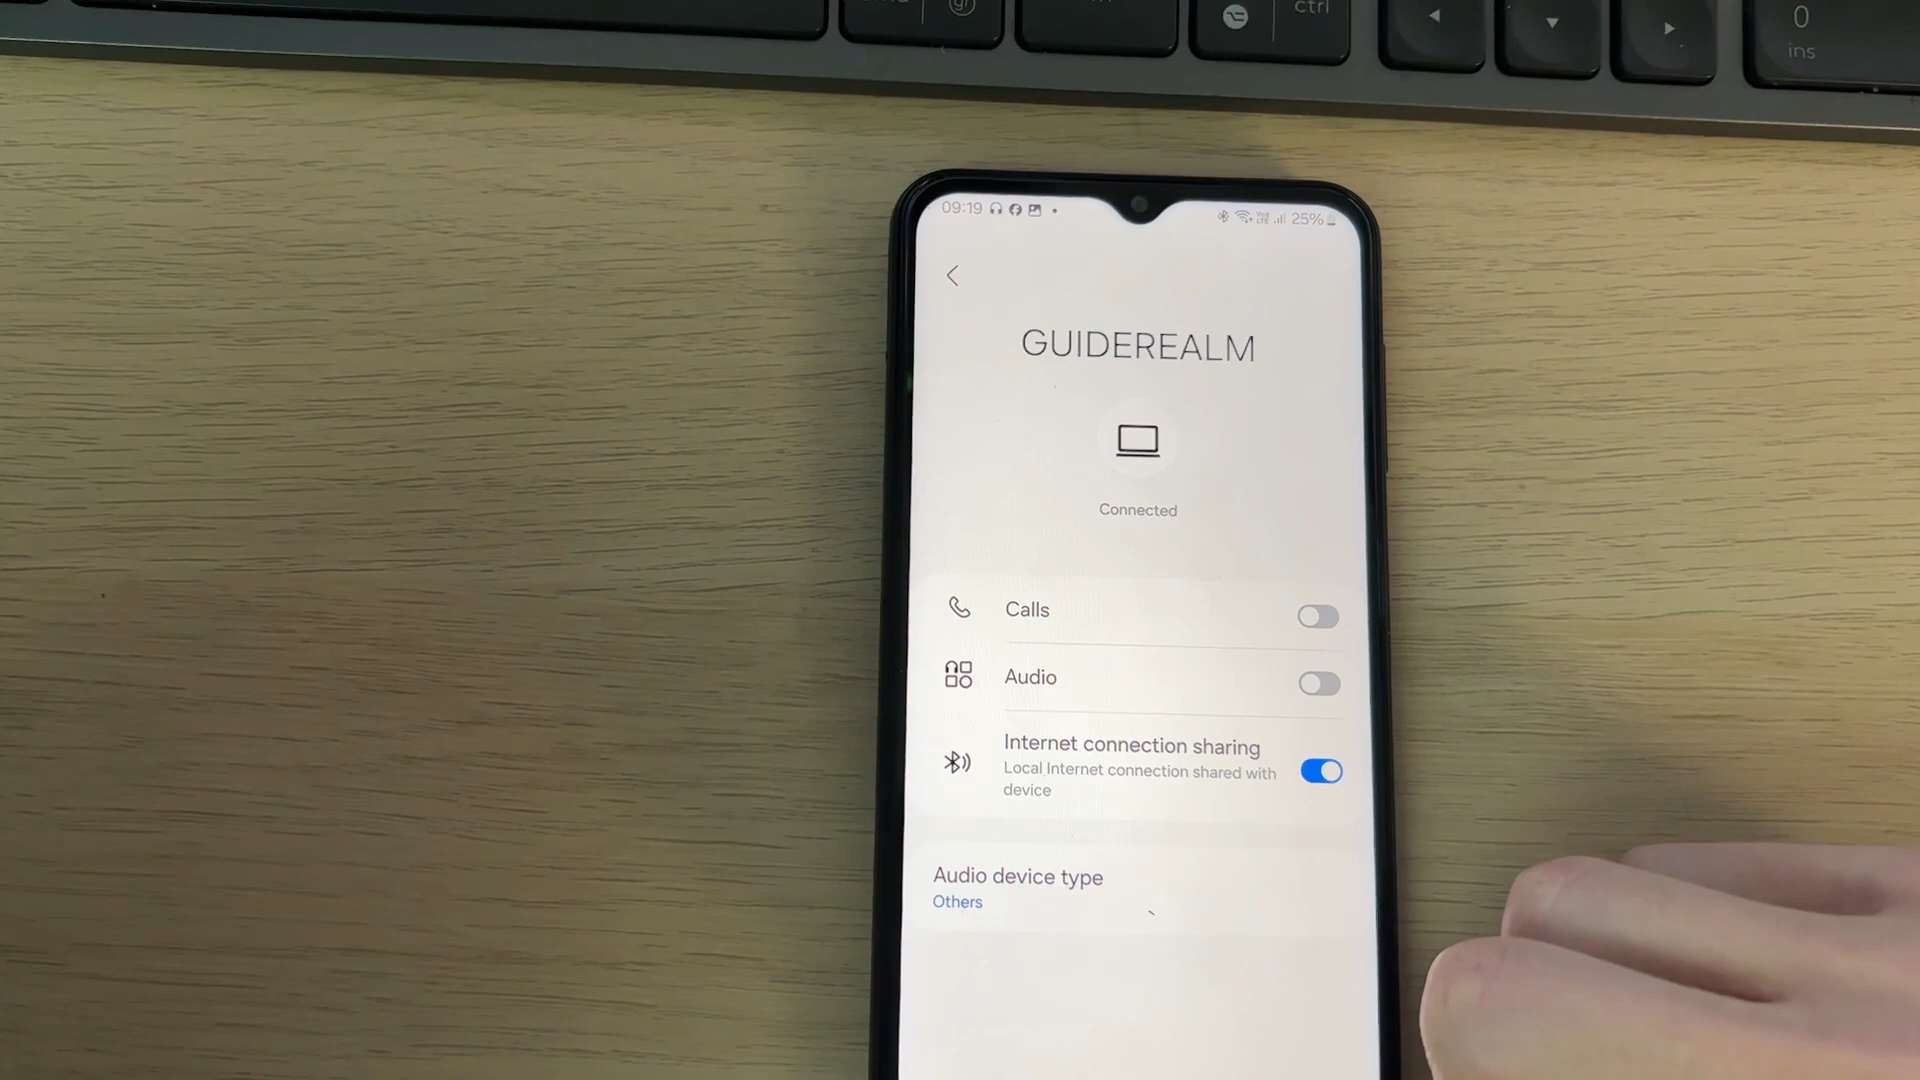 ctrl
0
ins
09:19
25%
GUIDEREALM
Connected
Calls
Audio
Internet connection sharing
Local Internet connection shared with
device
Audio device type
Others